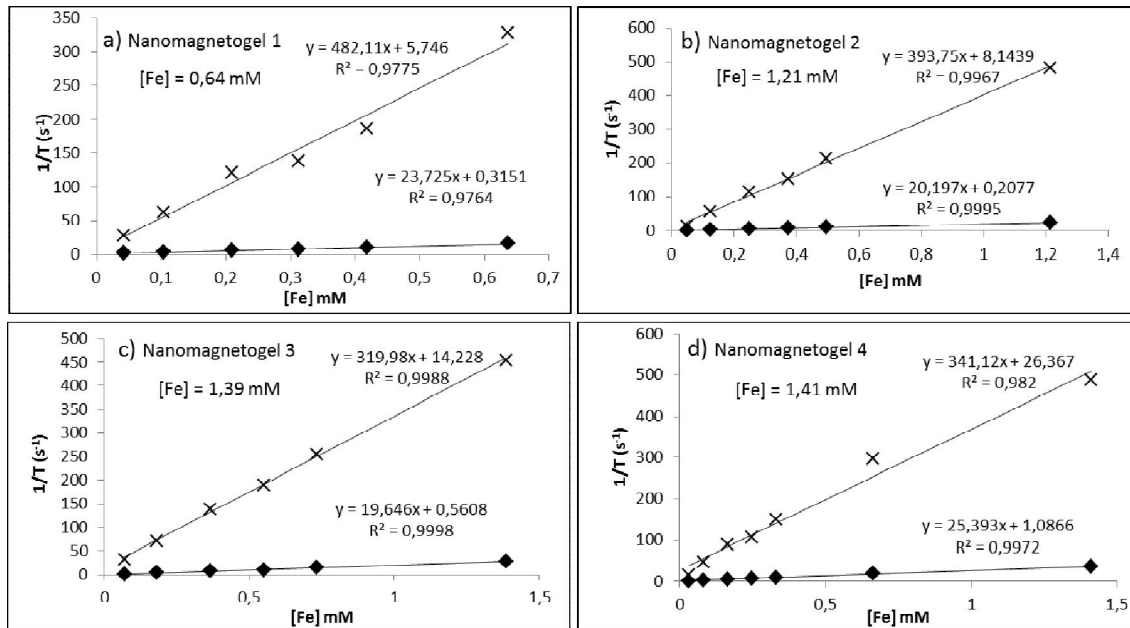 a) Nanomagnetogel 1
[Fe] = 0,64 mM
y = 482,11x + 5,746
R² = 0,9775
y = 23,725x + 0,3151
R² = 0,9764
1/T (s⁻¹)
350
300
250
200
150
100
50
0
0 0,1 0,2 0,3 0,4 0,5 0,6 0,7
[Fe] mM
b) Nanomagnetogel 2
[Fe] = 1,21 mM
y = 393,75x + 8,1439
R² = 0,9967
y = 20,197x + 0,2077
R² = 0,9995
1/T (s⁻¹)
600
500
400
300
200
100
0
0 0,2 0,4 0,6 0,8 1 1,2 1,4
[Fe] mM
c) Nanomagnetogel 3
[Fe] = 1,39 mM
y = 319,98x + 14,228
R² = 0,9988
y = 19,646x + 0,5608
R² = 0,9998
1/T (s⁻¹)
500
450
400
350
300
250
200
150
100
50
0
0 0,5 1 1,5
[Fe] mM
d) Nanomagnetogel 4
[Fe] = 1,41 mM
y = 341,12x + 26,367
R² = 0,982
y = 25,393x + 1,0866
R² = 0,9972
1/T (s⁻¹)
600
500
400
300
200
100
0
0 0,5 1 1,5
[Fe] mM